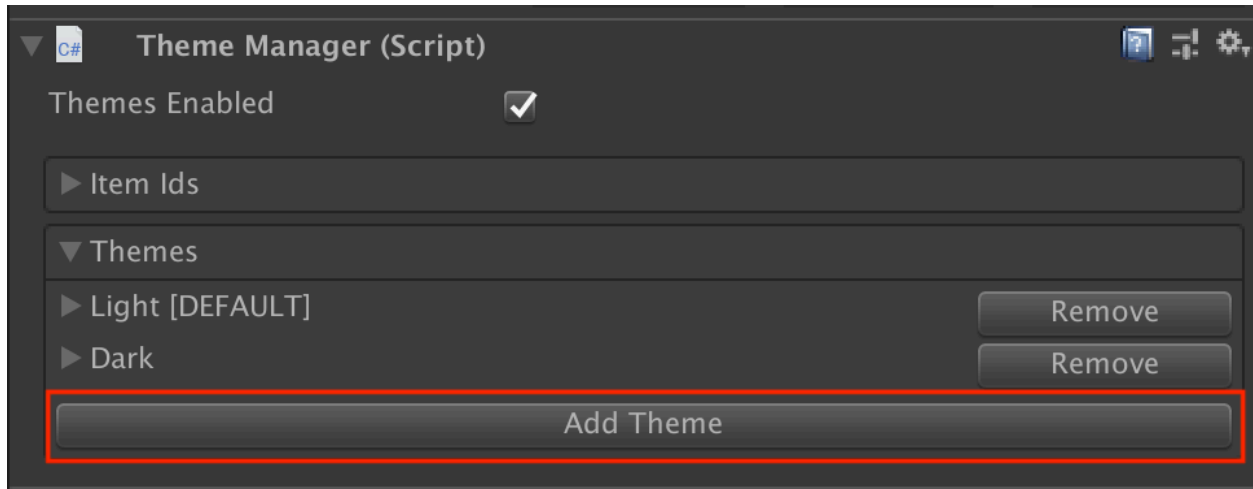 C# Theme Manager (Script) ?
Themes Enabled
Item Ids
Themes
Light [DEFAULT] Remove
Dark Remove
Add Theme